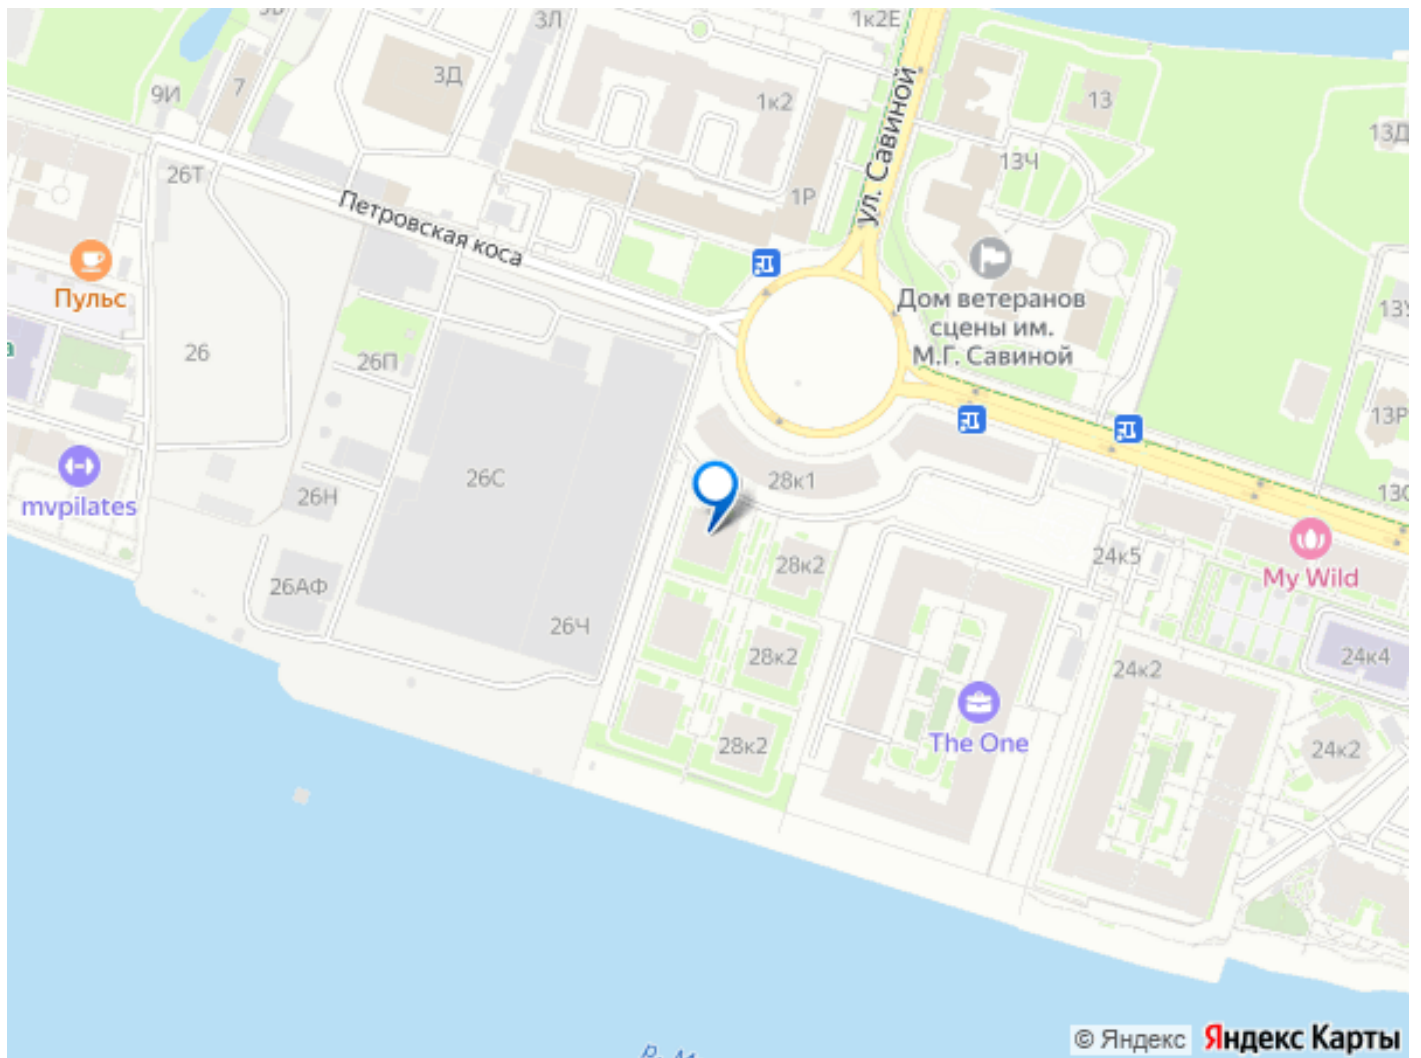 3Л
1к2Е
3Д
9И
7
1к2
13
13Д
ул. Савиной
13Ч
26Т
1Р
Петровская коса
Пульс
Дом ветеранов
сцены им.
М.Г. Савиной
13У
26
26П
а
13Р
26С
28к1
mvpilates
26Н
24к5
28к2
My Wild
26АФ
26Ч
28к2
24к4
24к2
28к2
The One
24к2
© Яндекс
Яндекс Карты